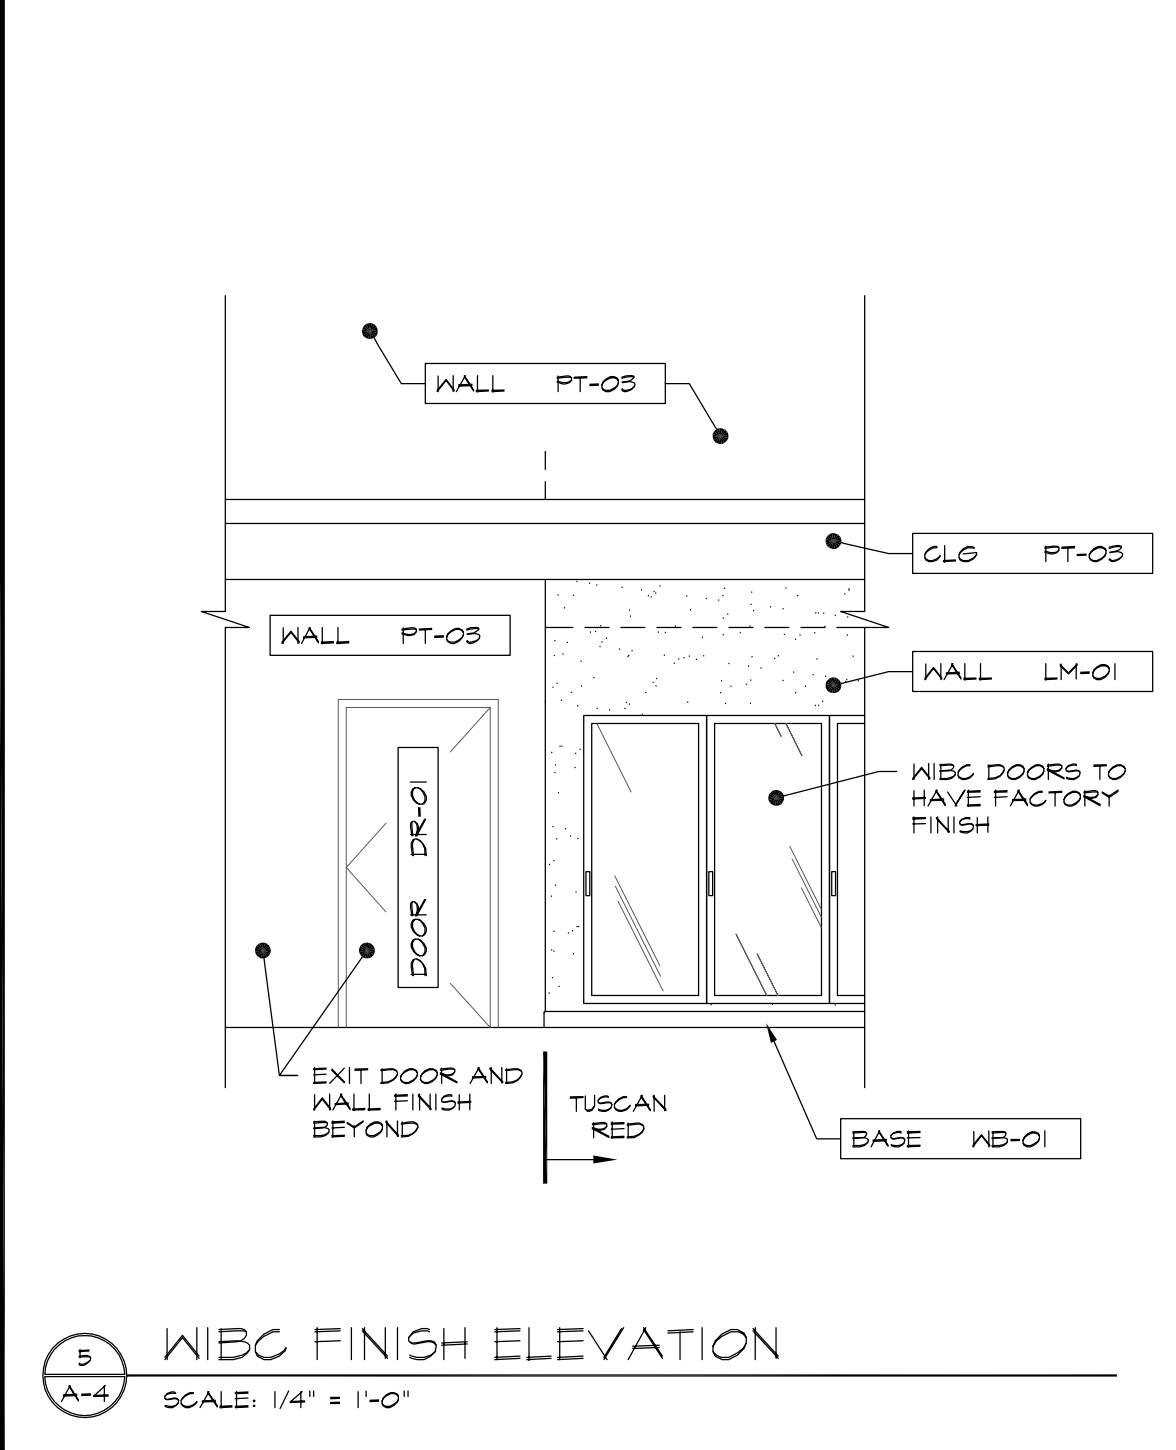 WALL PT-03
CLG PT-03
WALL PT-03
WALL LM-01
WIBC DOORS TO
HAVE FACTORY
FINISH
DOOR DR-01
EXIT DOOR AND
WALL FINISH
BEYOND
TUSCAN
RED
BASE WB-01
5
A-4
WIBC FINISH ELEVATION
SCALE: 1/4" = 1'-0"